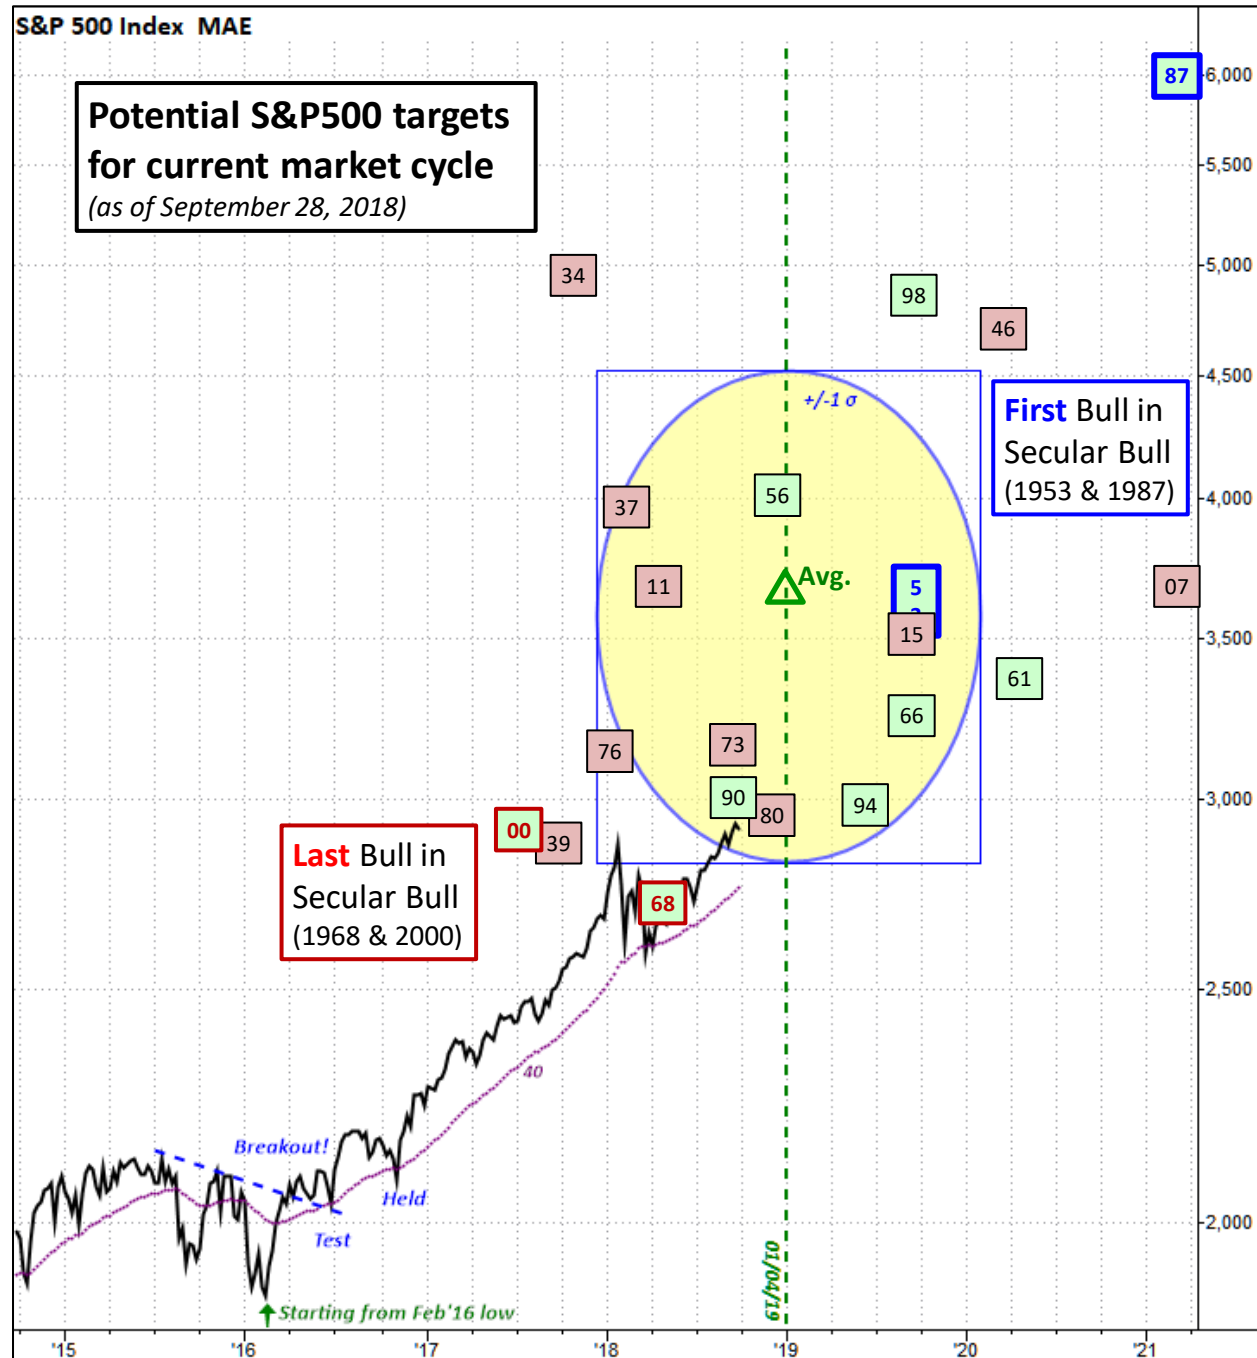 S&P 500 Index MAE
Potential S&P500 targets
for current market cycle
(as of September 28, 2018)
87
6,000
5,500
34
5,000
98
46
4,500
+/-1 σ
First Bull in
Secular Bull
(1953 & 1987)
37
56
4,000
11
Avg.
5
15
07
3,500
61
66
76
73
90
80
94
3,000
00
39
Last Bull in
Secular Bull
(1968 & 2000)
68
2,500
40
Breakout!
Held
Test
2,000
01/04/19
Starting from Feb'16 low
'15
'16
'17
'18
'19
'20
'21